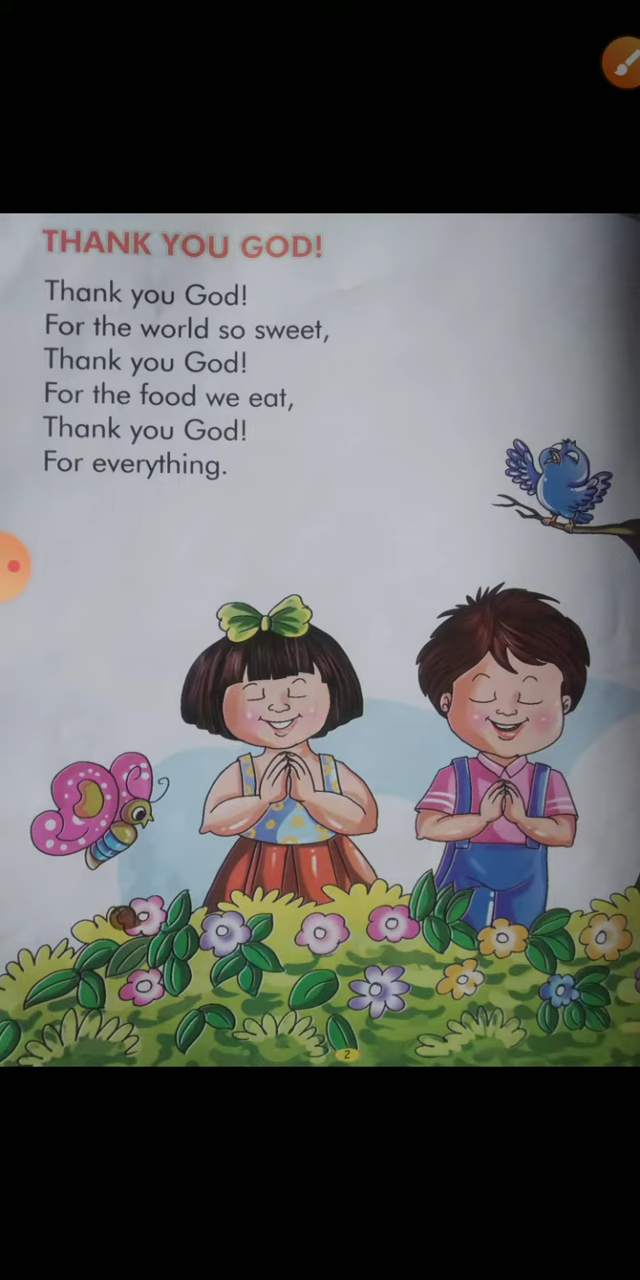 THANK YOU GOD!
Thank you God!
For the world so sweet,
Thank you God!
For the food we eat,
Thank you God!
For everything.
2